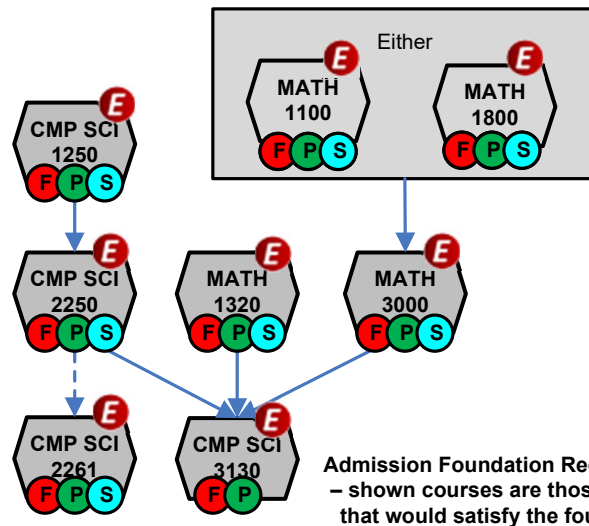 Either
E
E
MATH
1100
MATH
1800
F P S
F P S
E
CMP SCI
1250
F P S
E
CMP SCI
2250
F P S
E
MATH
1320
F P
E
MATH
3000
F P S
E
CMP SCI
2261
F P S
E
CMP SCI
3130
F P
Admission Foundation Re
– shown courses are thos
that would satisfy the fou